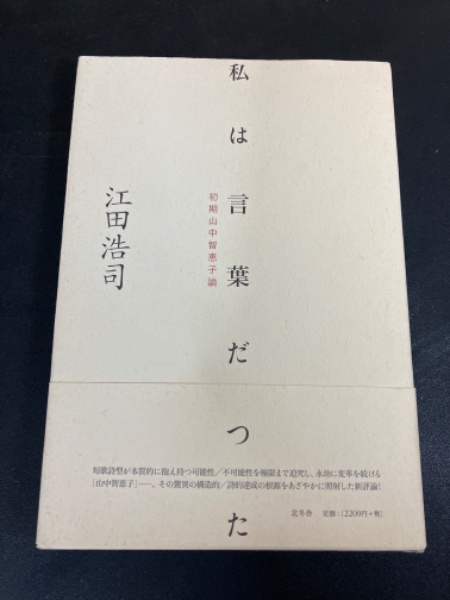 私は言葉だつた
初期山中智恵子論
江田浩司
短歌詩型が本質的に抱え持つ可能性／不可能性を極限まで追究し、永劫に変革を続ける
[山中智恵子]——、その驚異の構造的／詩的達成の根源をあざやかに照射した新評論!
北冬舎 定価:[2200円+税]